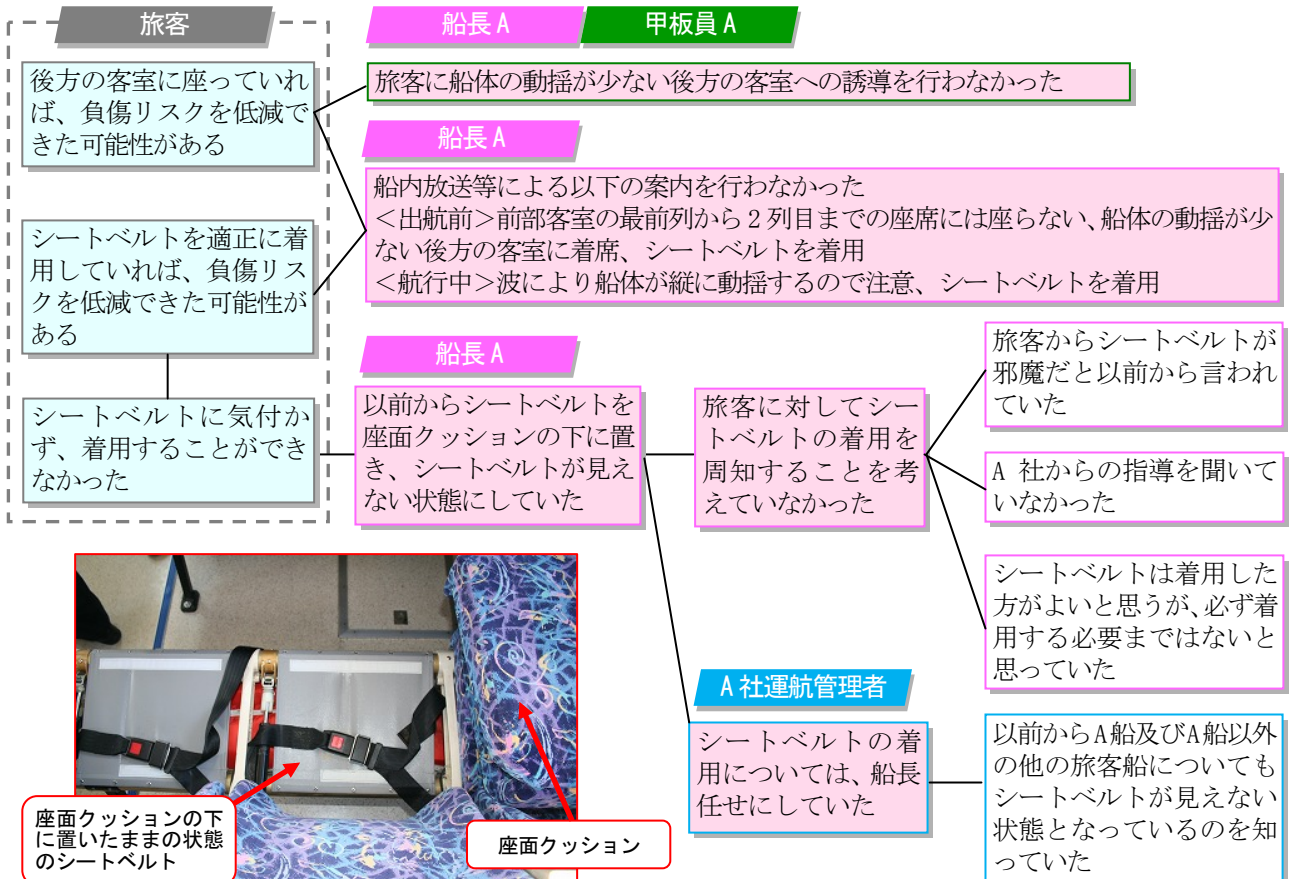 旅客
船長 A
甲板員 A
後方の客室に座っていれ
ば、負傷リスクを低減で
きた可能性がある
旅客に船体の動揺が少ない後方の客室への誘導を行わなかった
船長 A
船内放送等による以下の案内を行わなかった
＜出航前＞前部客室の最前列から２列目までの座席には座らない、船体の動揺が少
ない後方の客室に着席、シートベルトを着用
＜航行中＞波により船体が縦に動揺するので注意、シートベルトを着用
シートベルトを適正に着
用していれば、負傷リス
クを低減できた可能性が
ある
シートベルトに気付か
ず、着用することができ
なかった
船長 A
以前からシートベルトを
座面クッションの下に置
き、シートベルトが見え
ない状態にしていた
旅客に対してシー
トベルトの着用を
周知することを考
えていなかった
旅客からシートベルトが
邪魔だと以前から言われ
ていた
A 社からの指導を聞いて
いなかった
シートベルトは着用した
方がよいと思うが、必ず着
用する必要まではないと
思っていた
A 社運航管理者
シートベルトの着
用については、船長
任せにしていた
以前からA船及びA船以外
の他の旅客船についても
シートベルトが見えない
状態となっているのを知
っていた
座面クッションの下
に置いたままの状態
のシートベルト
座面クッション